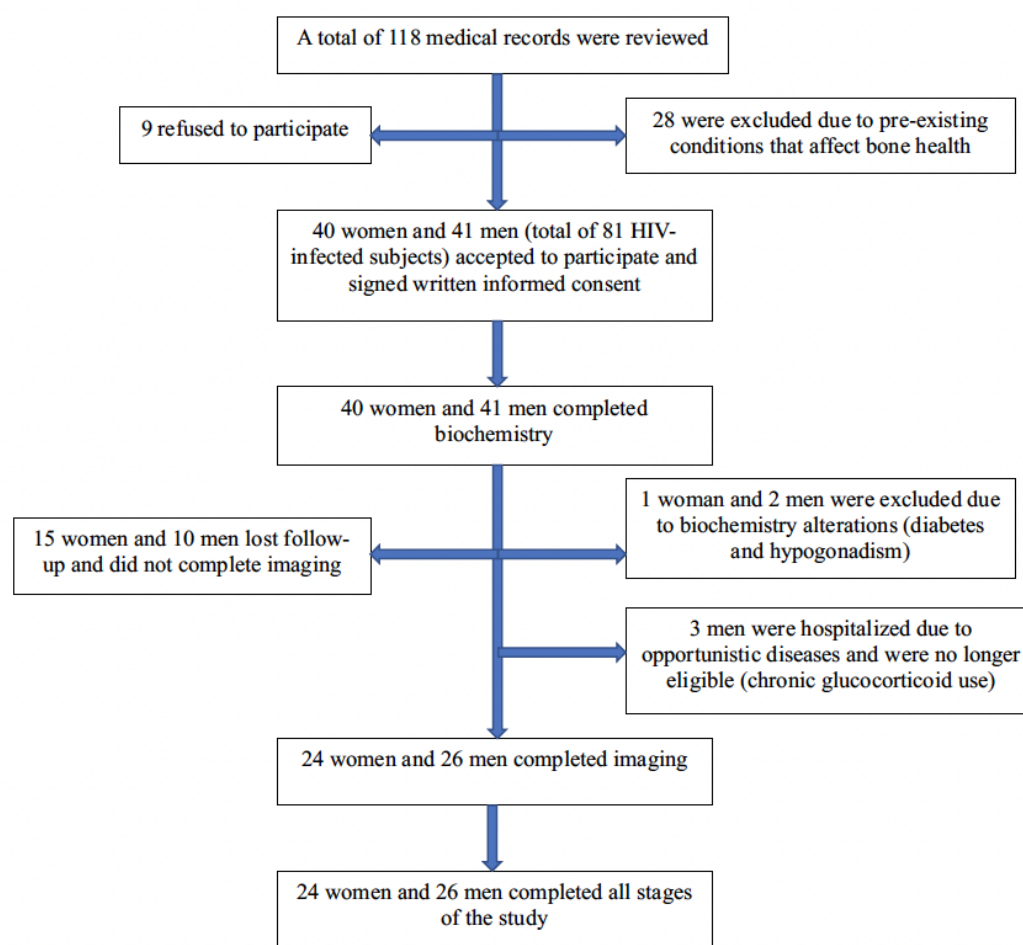 A total of 118 medical records were reviewed
9 refused to participate
28 were excluded due to pre-existing
conditions that affect bone health
40 women and 41 men (total of 81 HIV-
infected subjects) accepted to participate and
signed written informed consent
40 women and 41 men completed
biochemistry
15 women and 10 men lost follow-
up and did not complete imaging
1 woman and 2 men were excluded due
to biochemistry alterations (diabetes
and hypogonadism)
3 men were hospitalized due to
opportunistic diseases and were no longer
eligible (chronic glucocorticoid use)
24 women and 26 men completed imaging
24 women and 26 men completed all stages
of the study